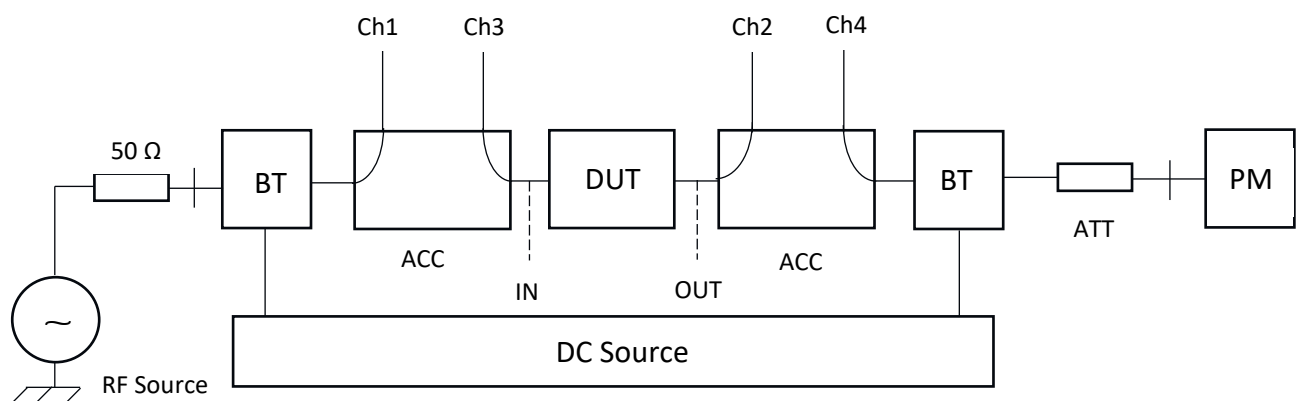 Ch1
Ch3
Ch2
Ch4
50 Ω
BT
DUT
BT
PM
ACC
ACC
ATT
IN
OUT
~
DC Source
RF Source